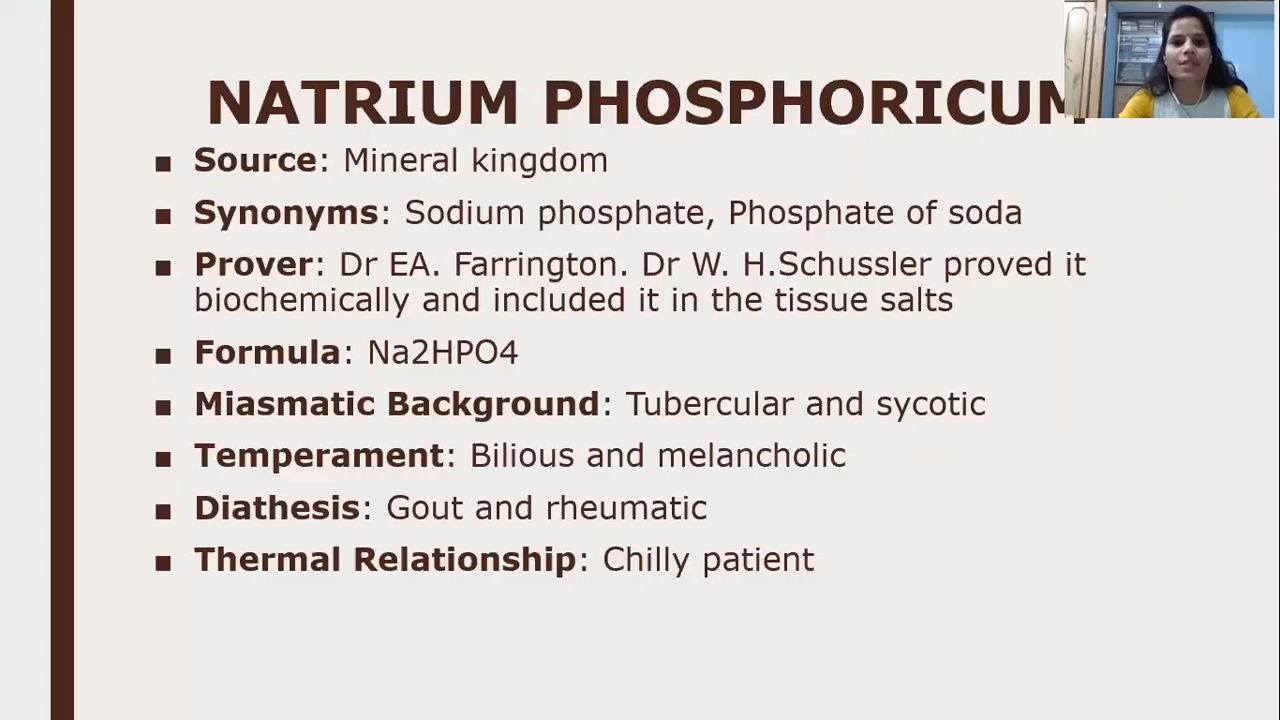 NATRIUM PHOSPHORICUM
▪ Source: Mineral kingdom
▪ Synonyms: Sodium phosphate, Phosphate of soda
▪ Prover: Dr EA. Farrington. Dr W. H.Schussler proved it
biochemically and included it in the tissue salts
▪ Formula: Na2HPO4
▪ Miasmatic Background: Tubercular and sycotic
▪ Temperament: Bilious and melancholic
▪ Diathesis: Gout and rheumatic
▪ Thermal Relationship: Chilly patient